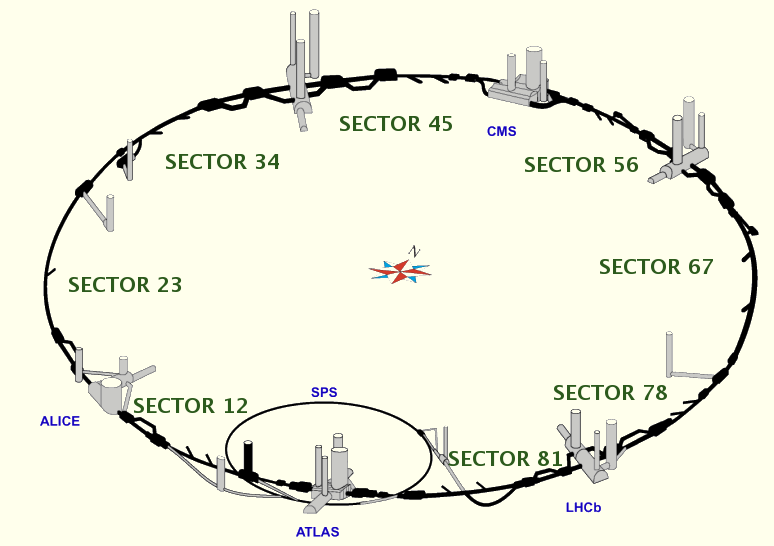 SECTOR 45
CMS
SECTOR 34
SECTOR 56
N
SECTOR 67
SECTOR 23
SPS
SECTOR 78
SECTOR 12
ALICE
SECTOR 81
LHCb
ATLAS